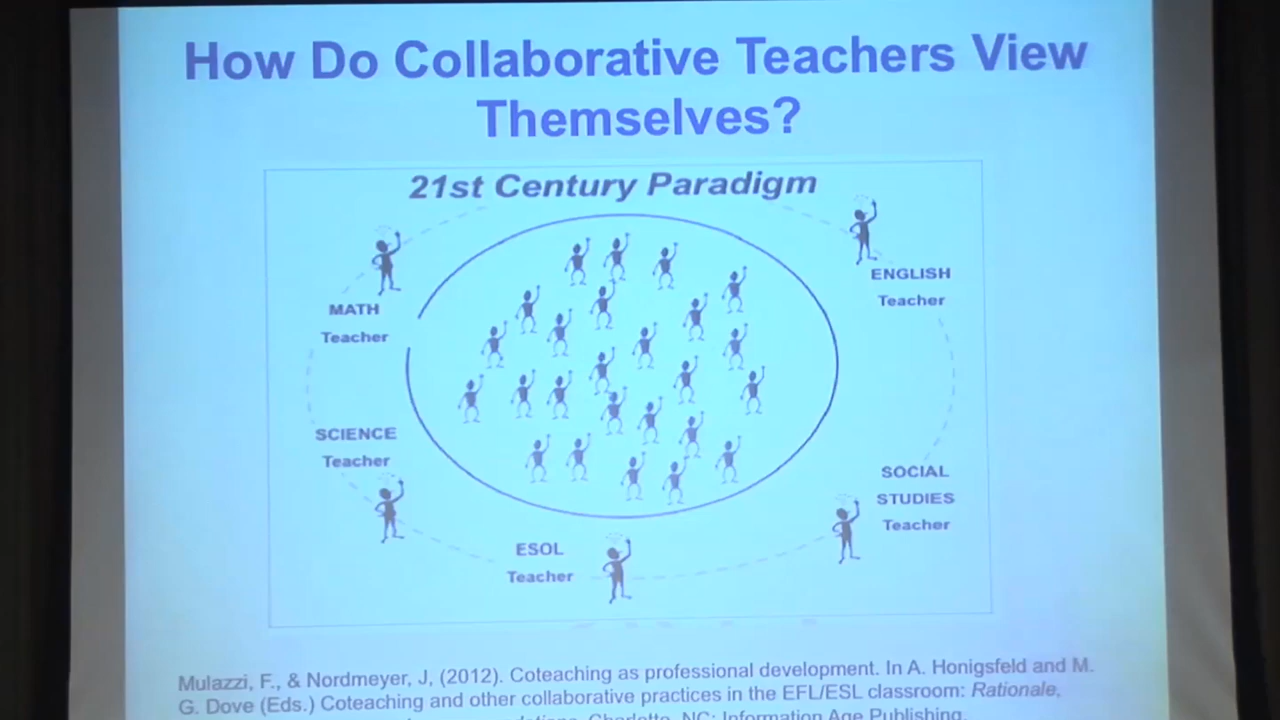 How Do Collaborative Teachers View
Themselves?
21st Century Paradigm
MATH
Teacher
ENGLISH
Teacher
SCIENCE
Teacher
SOCIAL
STUDIES
Teacher
ESOL
Teacher
Mulazzi, F., & Nordmeyer, J, (2012). Coteaching as professional development. In A. Honigsfeld and M.
G. Dove (Eds.) Coteaching and other collaborative practices in the EFL/ESL classroom: Rationale,
Charlotte, NC: Information Age Publishing.